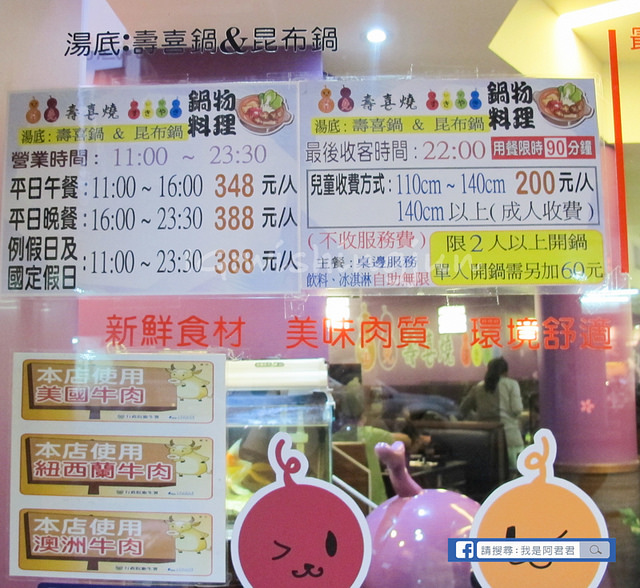 湯底:壽喜鍋&昆布鍋
壽喜燒
鍋物料理
湯底:壽喜鍋 & 昆布鍋
營業時間: 11:00 ~ 23:30
平日午餐:11:00 ~ 16:00 348 元/人
平日晚餐:16:00 ~ 23:30 388 元/人
例假日及國定假日:11:00 ~ 23:30 388 元/人
壽喜燒
すきやき
鍋物料理
湯底:壽喜鍋 & 昆布鍋
最後收客時間:22:00 用餐限時90分鐘
兒童收費方式:110cm ~ 140cm 200元/人
140cm 以上(成人收費)
(不收服務費)
主餐:桌邊服務
飲料、冰淇淋自助無限
限2人以上開鍋
單人開鍋需另加60元
新鮮食材 美味肉質 環境舒適
本店使用
美國牛肉
本店使用
紐西蘭牛肉
本店使用
澳洲牛肉
請搜尋:我是阿君君